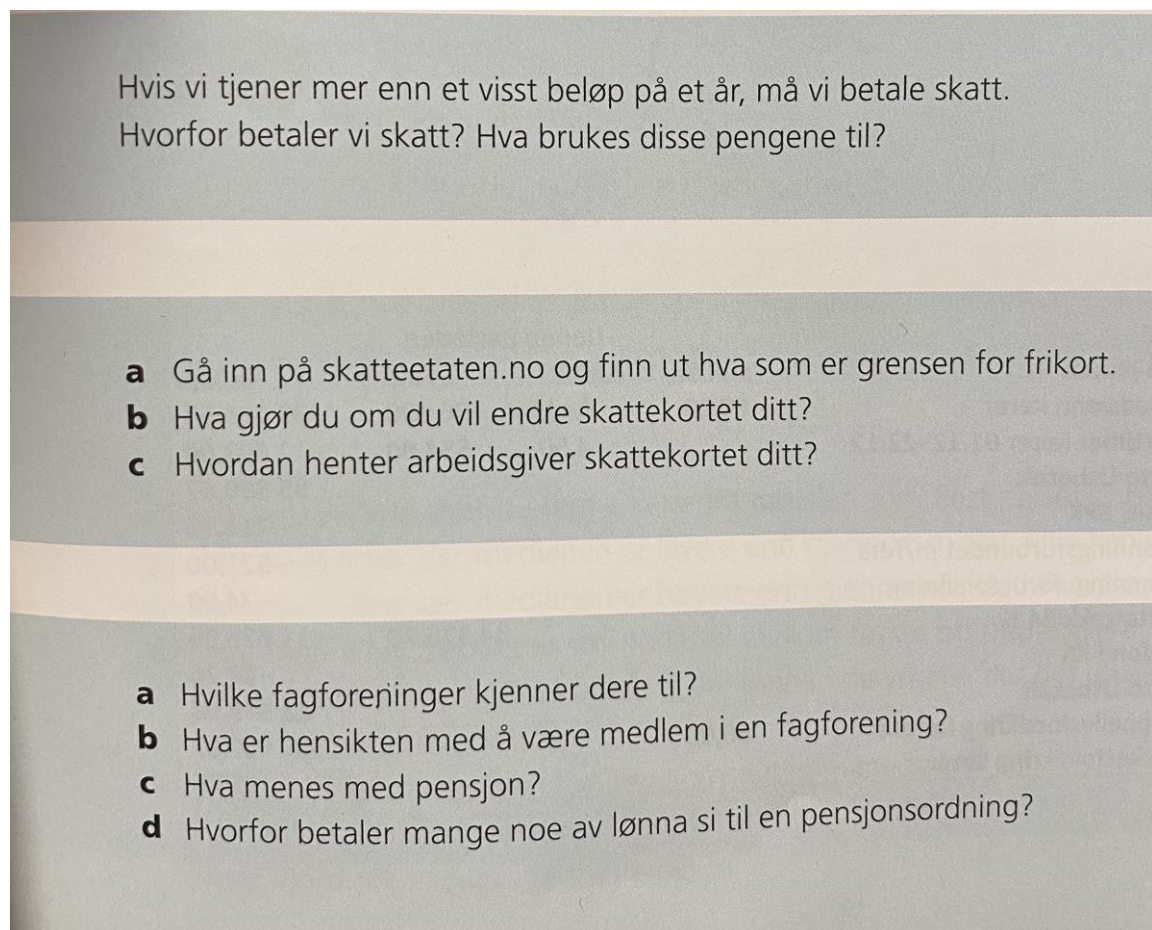 Hvis vi tjener mer enn et visst beløp på et år, må vi betale skatt.
Hvorfor betaler vi skatt? Hva brukes disse pengene til?
a Gå inn på skatteetaten.no og finn ut hva som er grensen for frikort.
b Hva gjør du om du vil endre skattekortet ditt?
c Hvordan henter arbeidsgiver skattekortet ditt?
a Hvilke fagforeninger kjenner dere til?
b Hva er hensikten med å være medlem i en fagforening?
c Hva menes med pensjon?
d Hvorfor betaler mange noe av lønna si til en pensjonsordning?